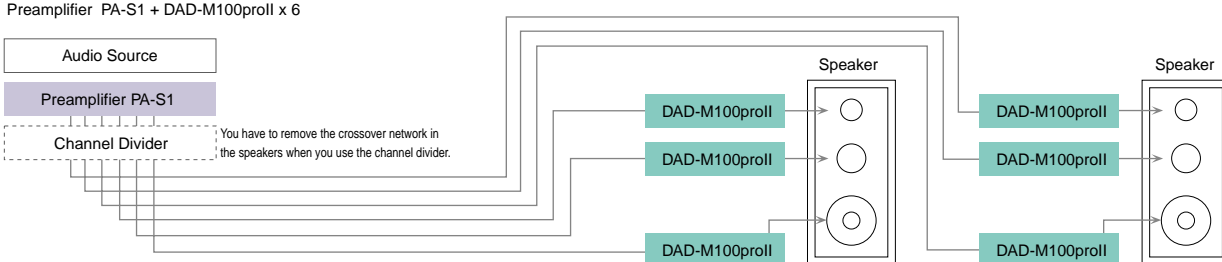 Preamplifier PA-S1 + DAD-M100proII x 6
Audio Source
Preamplifier PA-S1
Channel Divider
You have to remove the crossover network in
the speakers when you use the channel divider.
Speaker
DAD-M100proII
DAD-M100proII
DAD-M100proII
Speaker
DAD-M100proII
DAD-M100proII
DAD-M100proII